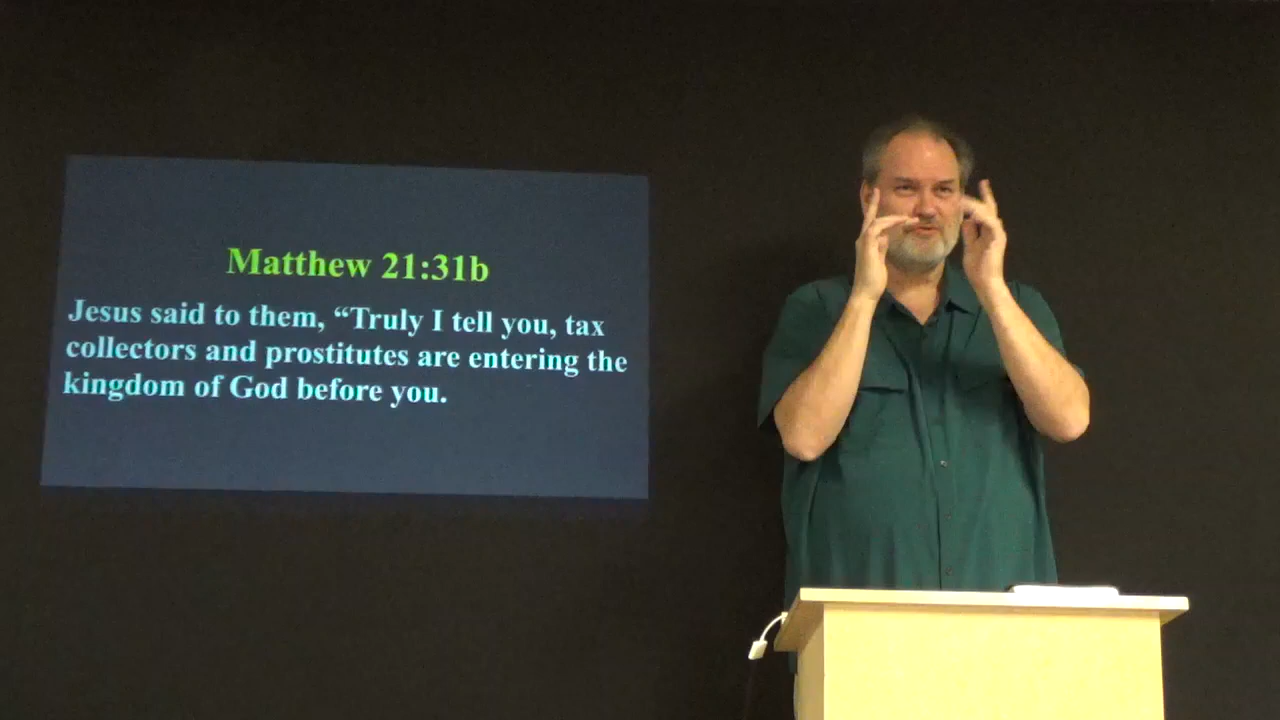 Matthew 21:31b
Jesus said to them, “Truly I tell you, tax
collectors and prostitutes are entering the
kingdom of God before you.